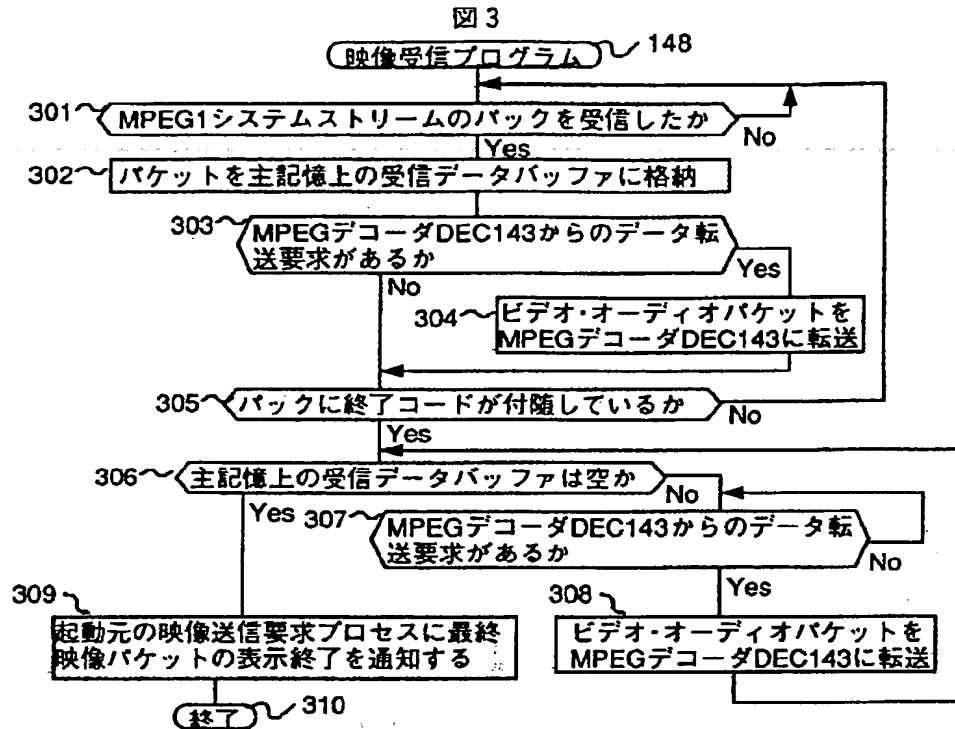 図3
映像受信プログラム
148
301
MPEG1システムストリームのパックを受信したか
No
Yes
302
パケットを主記憶上の受信データバッファに格納
303
MPEGデコーダDEC143からのデータ転
送要求があるか
Yes
No
304
ビデオ・オーディオパケットを
MPEGデコーダDEC143に転送
305
パックに終了コードが付随しているか
No
Yes
306
主記憶上の受信データバッファは空か
No
Yes
307
MPEGデコーダDEC143からのデータ転
送要求があるか
No
Yes
309
起動元の映像送信要求プロセスに最終
映像パケットの表示終了を通知する
308
ビデオ・オーディオパケットを
MPEGデコーダDEC143に転送
終了
310